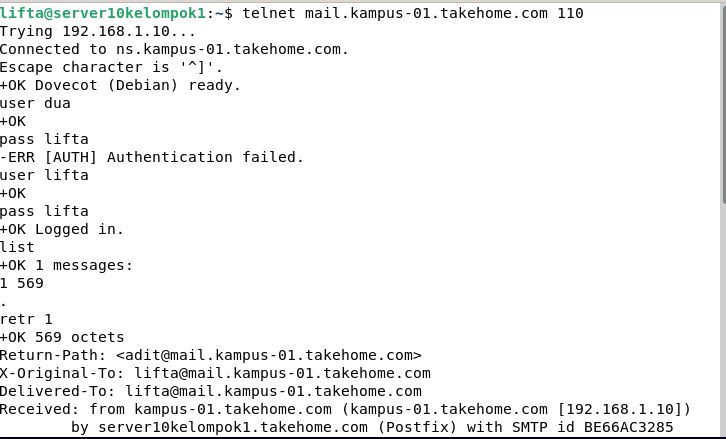 lifta@server10kelompok1:~$ telnet mail.kampus-01.takehome.com 110
Trying 192.168.1.10...
Connected to ns.kampus-01.takehome.com.
Escape character is '^]'.
+OK Dovecot (Debian) ready.
user dua
+OK
pass lifta
-ERR [AUTH] Authentication failed.
user lifta
+OK
pass lifta
+OK Logged in.
list
+OK 1 messages:
1 569
.
retr 1
+OK 569 octets
Return-Path: <adit@mail.kampus-01.takehome.com>
X-Original-To: lifta@mail.kampus-01.takehome.com
Delivered-To: lifta@mail.kampus-01.takehome.com
Received: from kampus-01.takehome.com (kampus-01.takehome.com [192.168.1.10])
        by server10kelompok1.takehome.com (Postfix) with SMTP id BE66AC3285